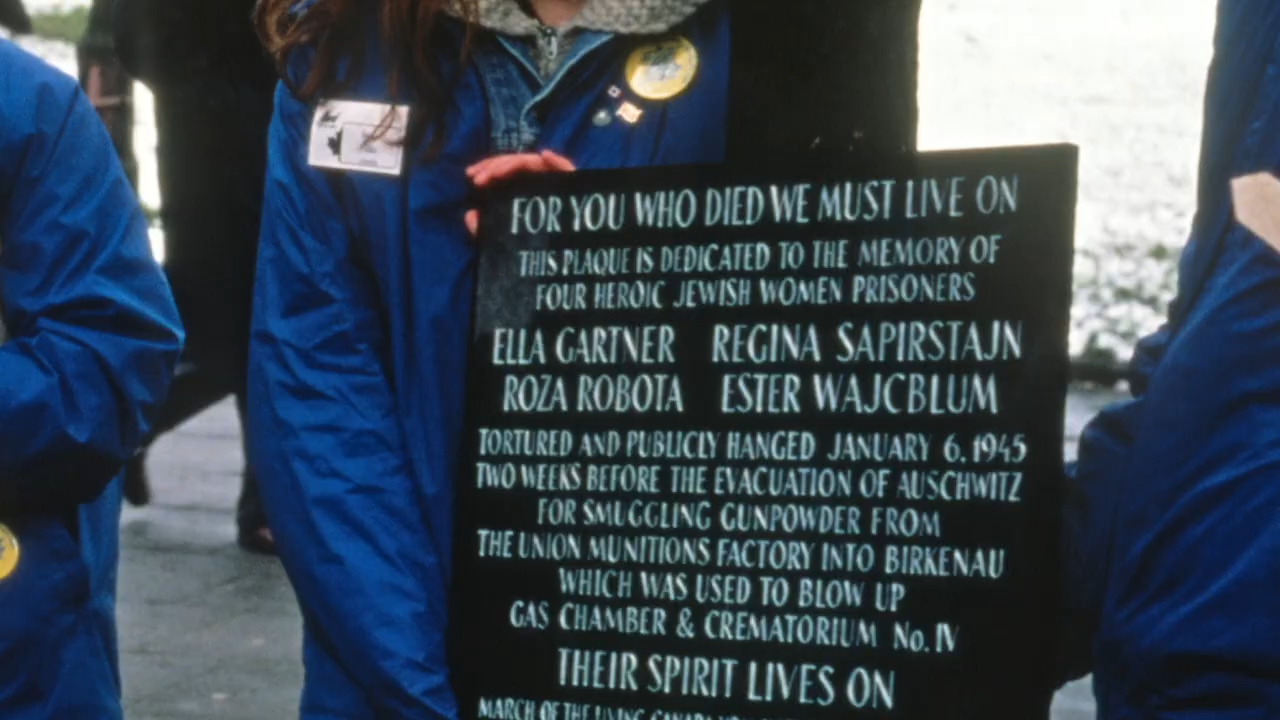 FOR YOU WHO DIED WE MUST LIVE ON
THIS PLAQUE IS DEDICATED TO THE MEMORY OF
FOUR HEROIC JEWISH WOMEN PRISONERS
ELLA GARTNER REGINA SAPIRSTAJN
ROZA ROBOTA ESTER WAJCBLUM
TORTURED AND PUBLICLY HANGED JANUARY 6, 1945
TWO WEEKS BEFORE THE EVACUATION OF AUSCHWITZ
FOR SMUGGLING GUNPOWDER FROM
THE UNION MUNITIONS FACTORY INTO BIRKENAU
WHICH WAS USED TO BLOW UP
GAS CHAMBER & CREMATORIUM No. IV
THEIR SPIRIT LIVES ON
MARCH OF THE LIVING CANADA